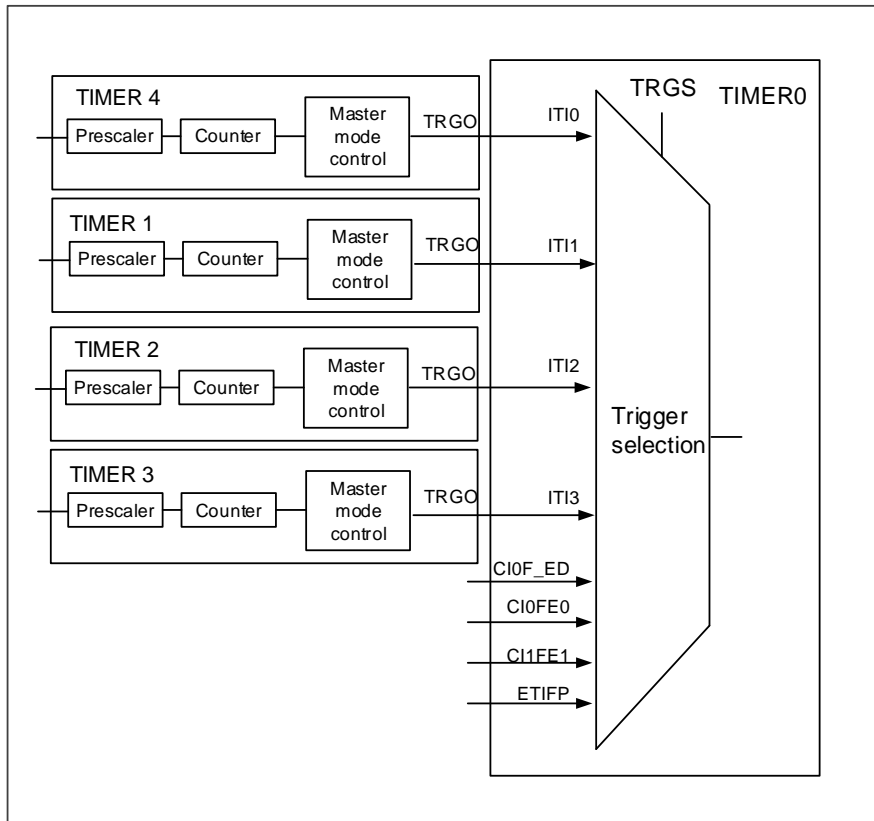 TIMER 4
Prescaler
Counter
Master
mode
control
TRGO
ITI0
TRGS
TIMER0
TIMER 1
Prescaler
Counter
Master
mode
control
TRGO
ITI1
TIMER 2
Prescaler
Counter
Master
mode
control
TRGO
ITI2
Trigger
selection
TIMER 3
Prescaler
Counter
Master
mode
control
TRGO
ITI3
CI0F_ED
CI0FE0
CI1FE1
ETIFP